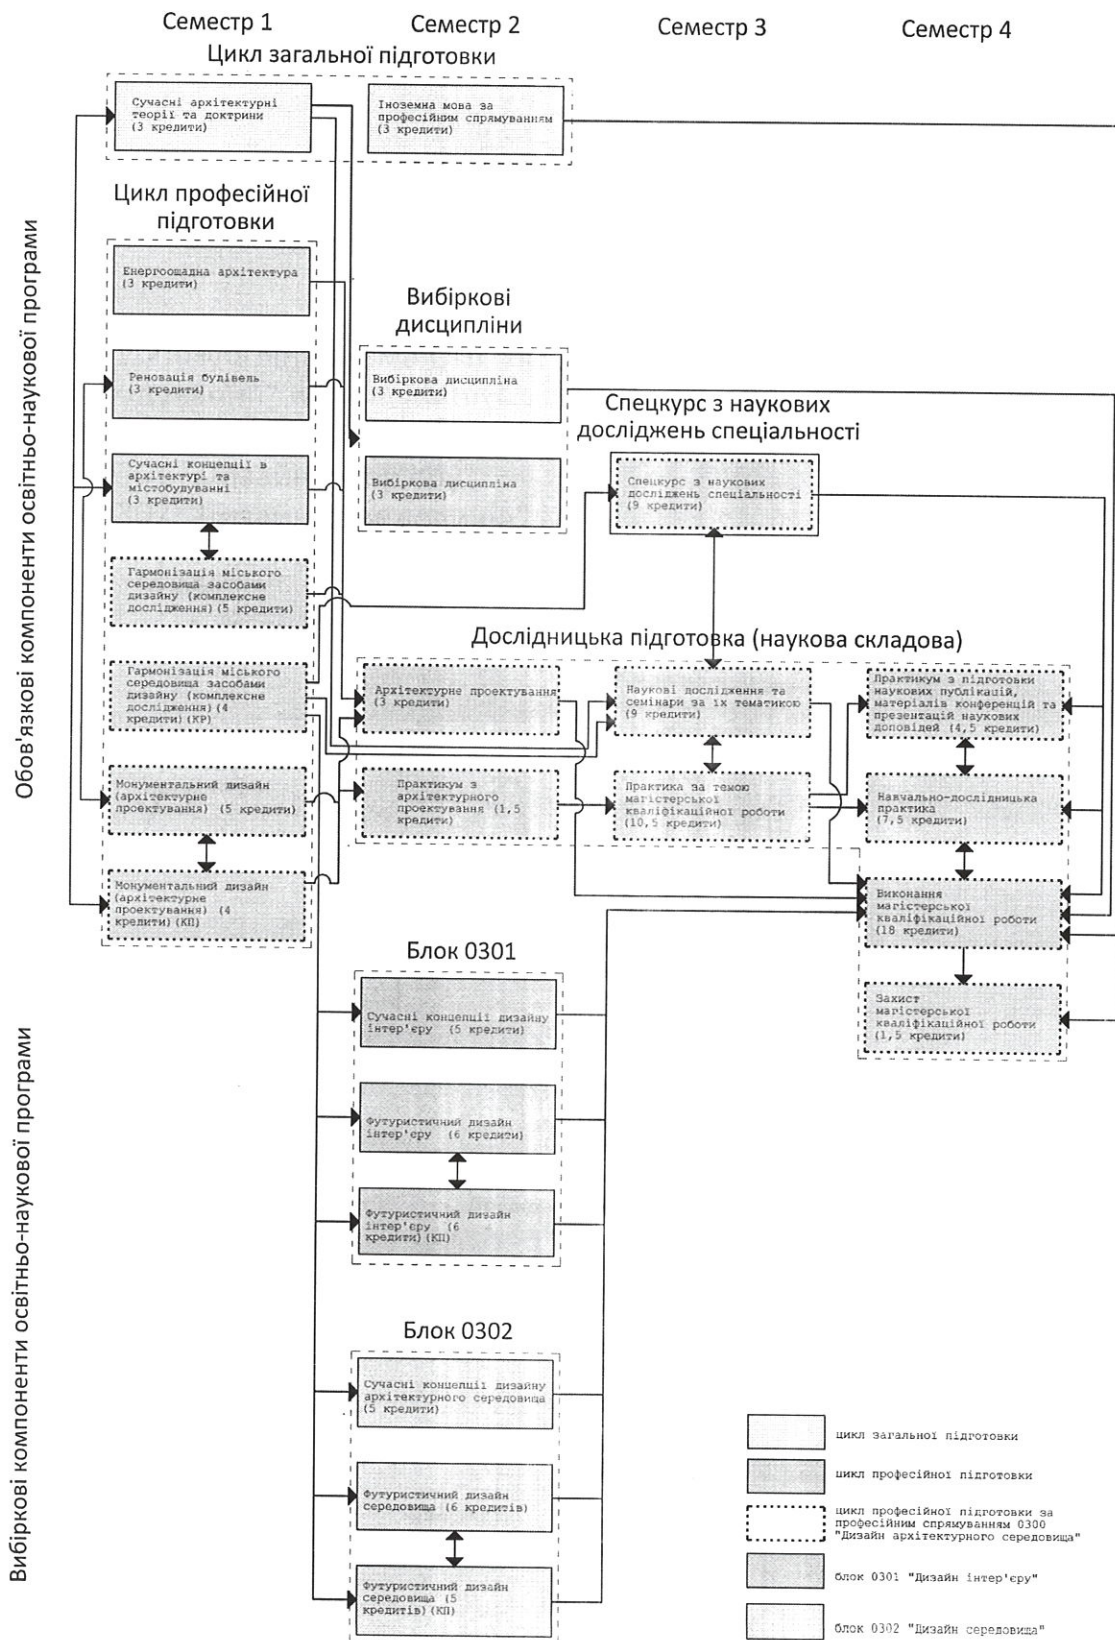 Семестр 1
Семестр 2
Семестр 3
Семестр 4
Цикл загальної підготовки
Сучасні архітектурні
теорії та доктрини
(3 кредити)
Іноземна мова за
професійним спрямуванням
(3 кредити)
Обов'язкові компоненти освітньо-наукової програми
Цикл професійної
підготовки
Енергоощадна архітектура
(3 кредити)
Реновація будівель
(3 кредити)
Сучасні концепції в
архітектурі та
містобудуванні
(3 кредити)
Гармонізація міського
середовища засобами
дизайну (комплексне
дослідження) (5 кредити)
Гармонізація міського
середовища засобами
дизайну (комплексне
дослідження) (4
кредити) (КР)
Монументальний дизайн
(архітектурне
проектування) (5 кредити)
Монументальний дизайн
(архітектурне
проектування) (4
кредити) (КП)
Вибіркові
дисципліни
Вибіркова дисципліна
(3 кредити)
Вибіркова дисципліна
(3 кредити)
Спецкурс з наукових
досліджень спеціальності
Спецкурс з наукових
досліджень спеціальності
(9 кредити)
Дослідницька підготовка (наукова складова)
Архітектурне проектування
(3 кредити)
Практикум з
архітектурного
проектування (1,5
кредити)
Наукові дослідження та
семінари за їх тематикою
(9 кредити)
Практика за темою
магістерської
кваліфікаційної роботи
(10,5 кредити)
Практикум з підготовки
наукових публікацій,
матеріалів конференцій та
презентацій наукових
доповідей (4,5 кредити)
Навчально-дослідницька
практика
(7,5 кредити)
Виконання
магістерської
кваліфікаційної роботи
(18 кредити)
Захист
магістерської
кваліфікаційної роботи
(1,5 кредити)
Вибіркові компоненти освітньо-наукової програми
Блок 0301
Сучасні концепції дизайну
інтер'єру (5 кредити)
Футуристичний дизайн
інтер'єру (6 кредити)
Футуристичний дизайн
інтер'єру (6
кредити) (КП)
Блок 0302
Сучасні концепції дизайну
архітектурного середовища
(5 кредити)
Футуристичний дизайн
середовища (6 кредитів)
Футуристичний дизайн
середовища (5
кредитів) (КП)
цикл загальної підготовки
цикл професійної підготовки
цикл професійної підготовки за
професійним спрямуванням 0300
"Дизайн архітектурного середовища"
блок 0301 "Дизайн інтер'єру"
блок 0302 "Дизайн середовища"